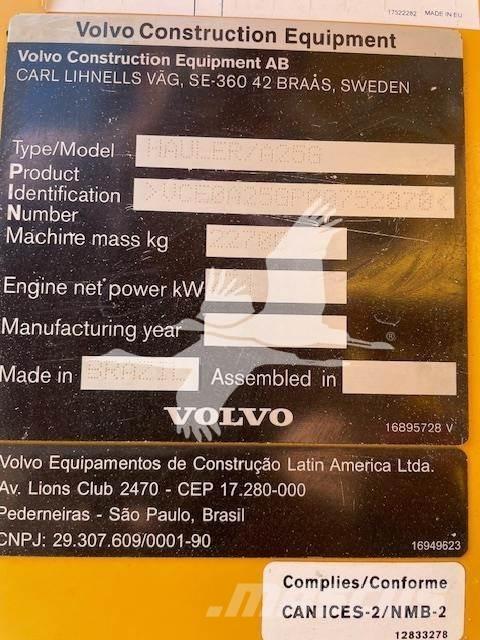 17522282 MADE IN EU
Volvo Construction Equipment
Volvo Construction Equipment AB
CARL LIHNELLS VÄG, SE-360 42 BRAÅS, SWEDEN
Type/Model HAULER/A25G
Product
Identification
Number
Machine mass kg
Engine net power kW
Manufacturing year
Made in BRAZIL Assembled in
VOLVO
16895728 V
Volvo Equipamentos de Construção Latin America Ltda.
Av. Lions Club 2470 - CEP 17.280-000
Pederneiras - São Paulo, Brasil
CNPJ: 29.307.609/0001-90
16949623
Complies/Conforme
CAN ICES-2/NMB-2
12833278